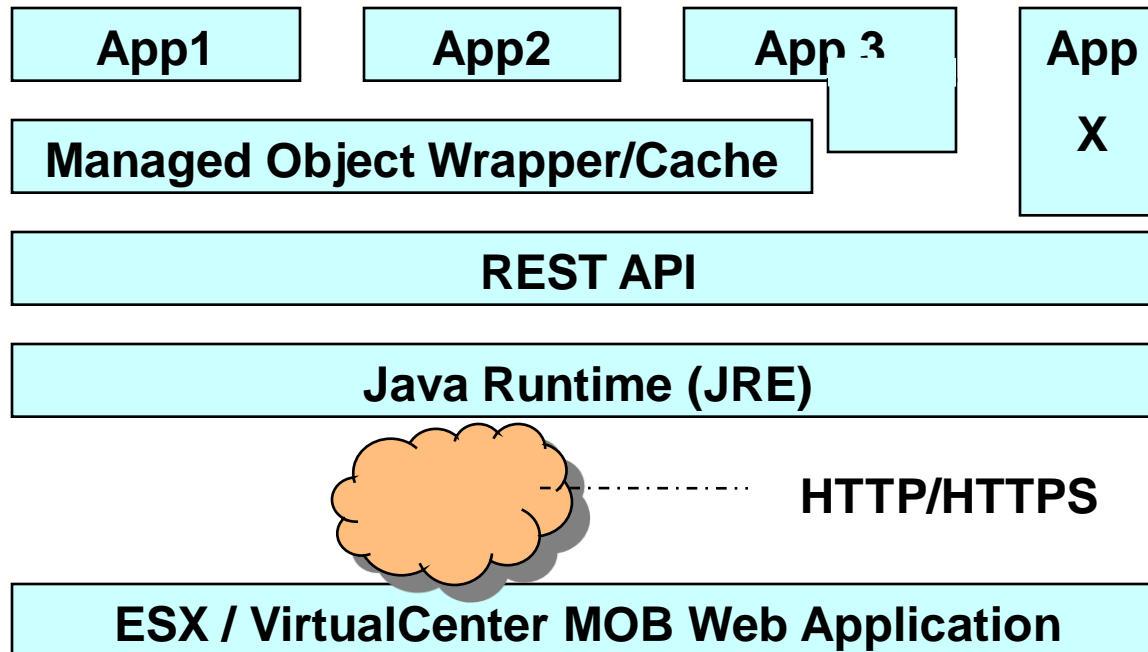 App1
App2
App 3
App
X
Managed Object Wrapper/Cache
REST API
Java Runtime (JRE)
HTTP/HTTPS
ESX / VirtualCenter MOB Web Application